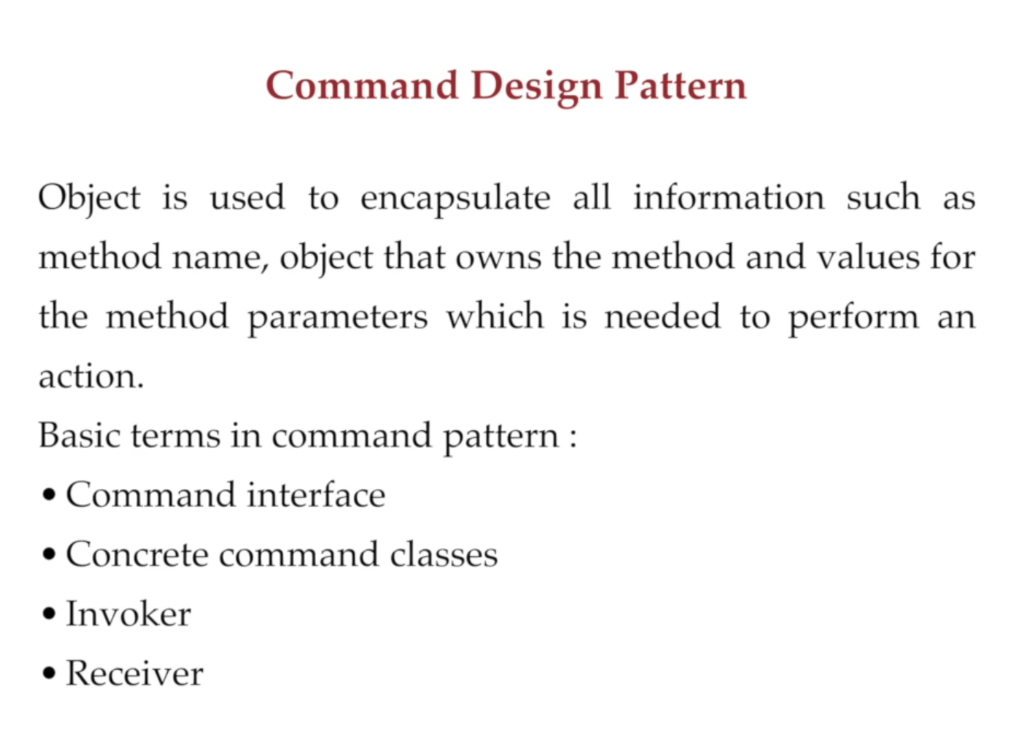 Command Design Pattern
Object is used to encapsulate all information such as
method name, object that owns the method and values for
the method parameters which is needed to perform an
action.
Basic terms in command pattern :
• Command interface
• Concrete command classes
• Invoker
• Receiver